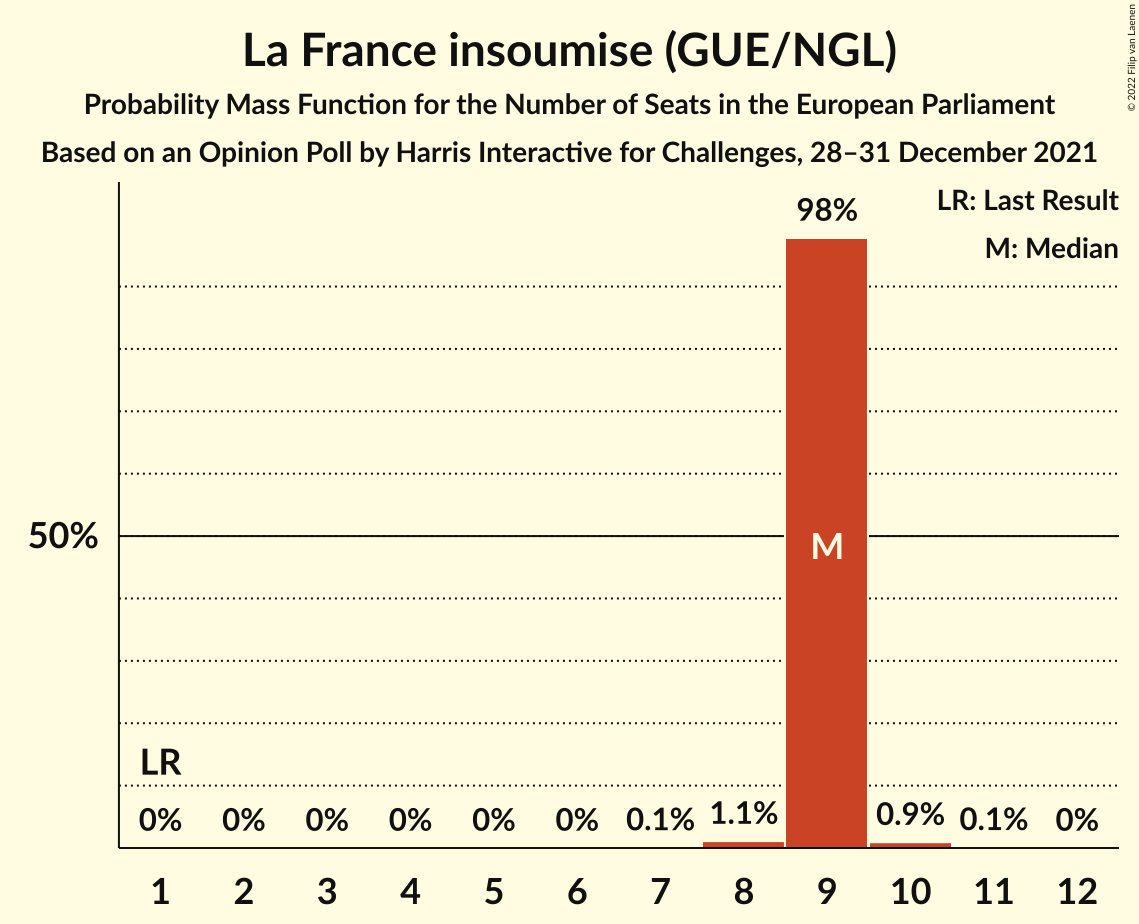 La France insoumise (GUE/NGL)
Probability Mass Function for the Number of Seats in the European Parliament
Based on an Opinion Poll by Harris Interactive for Challenges, 28–31 December 2021
© 2022 Filip van Laenen
LR: Last Result
M: Median
98%
50%
M
LR
0% 0% 0% 0% 0% 0% 0.1% 1.1% 0.9% 0.1% 0%
1 2 3 4 5 6 7 8 9 10 11 12